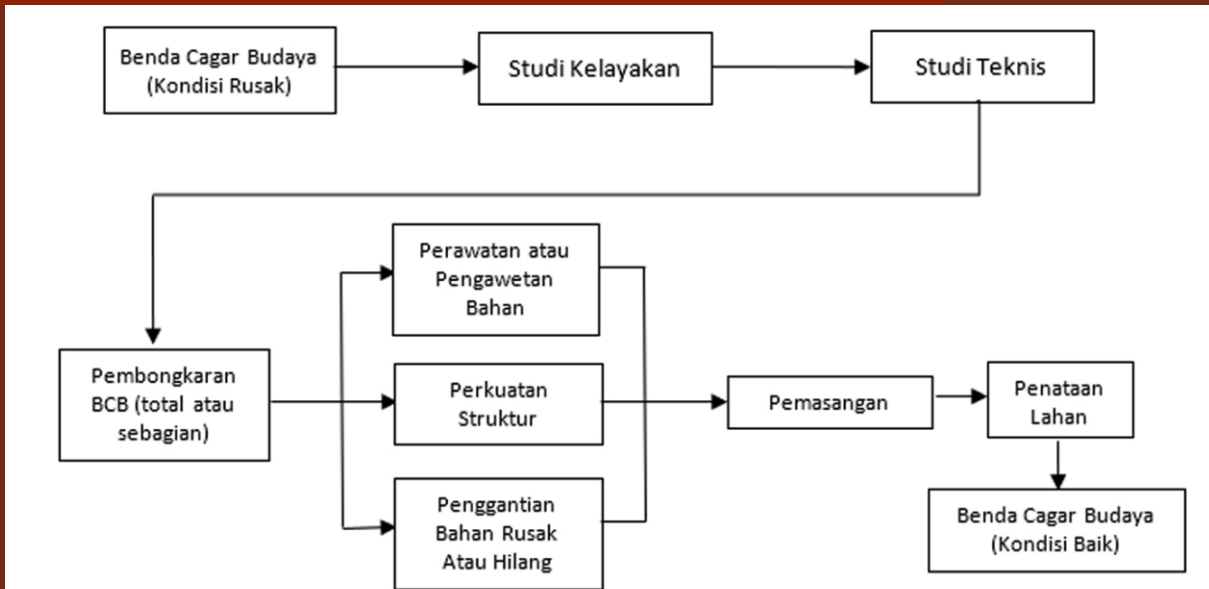 Benda Cagar Budaya
(Kondisi Rusak)
Studi Kelayakan
Studi Teknis
Pembongkaran
BCB (total atau
sebagian)
Perawatan atau
Pengawetan
Bahan
Perkuatan
Struktur
Penggantian
Bahan Rusak
Atau Hilang
Pemasangan
Penataan
Lahan
Benda Cagar Budaya
(Kondisi Baik)